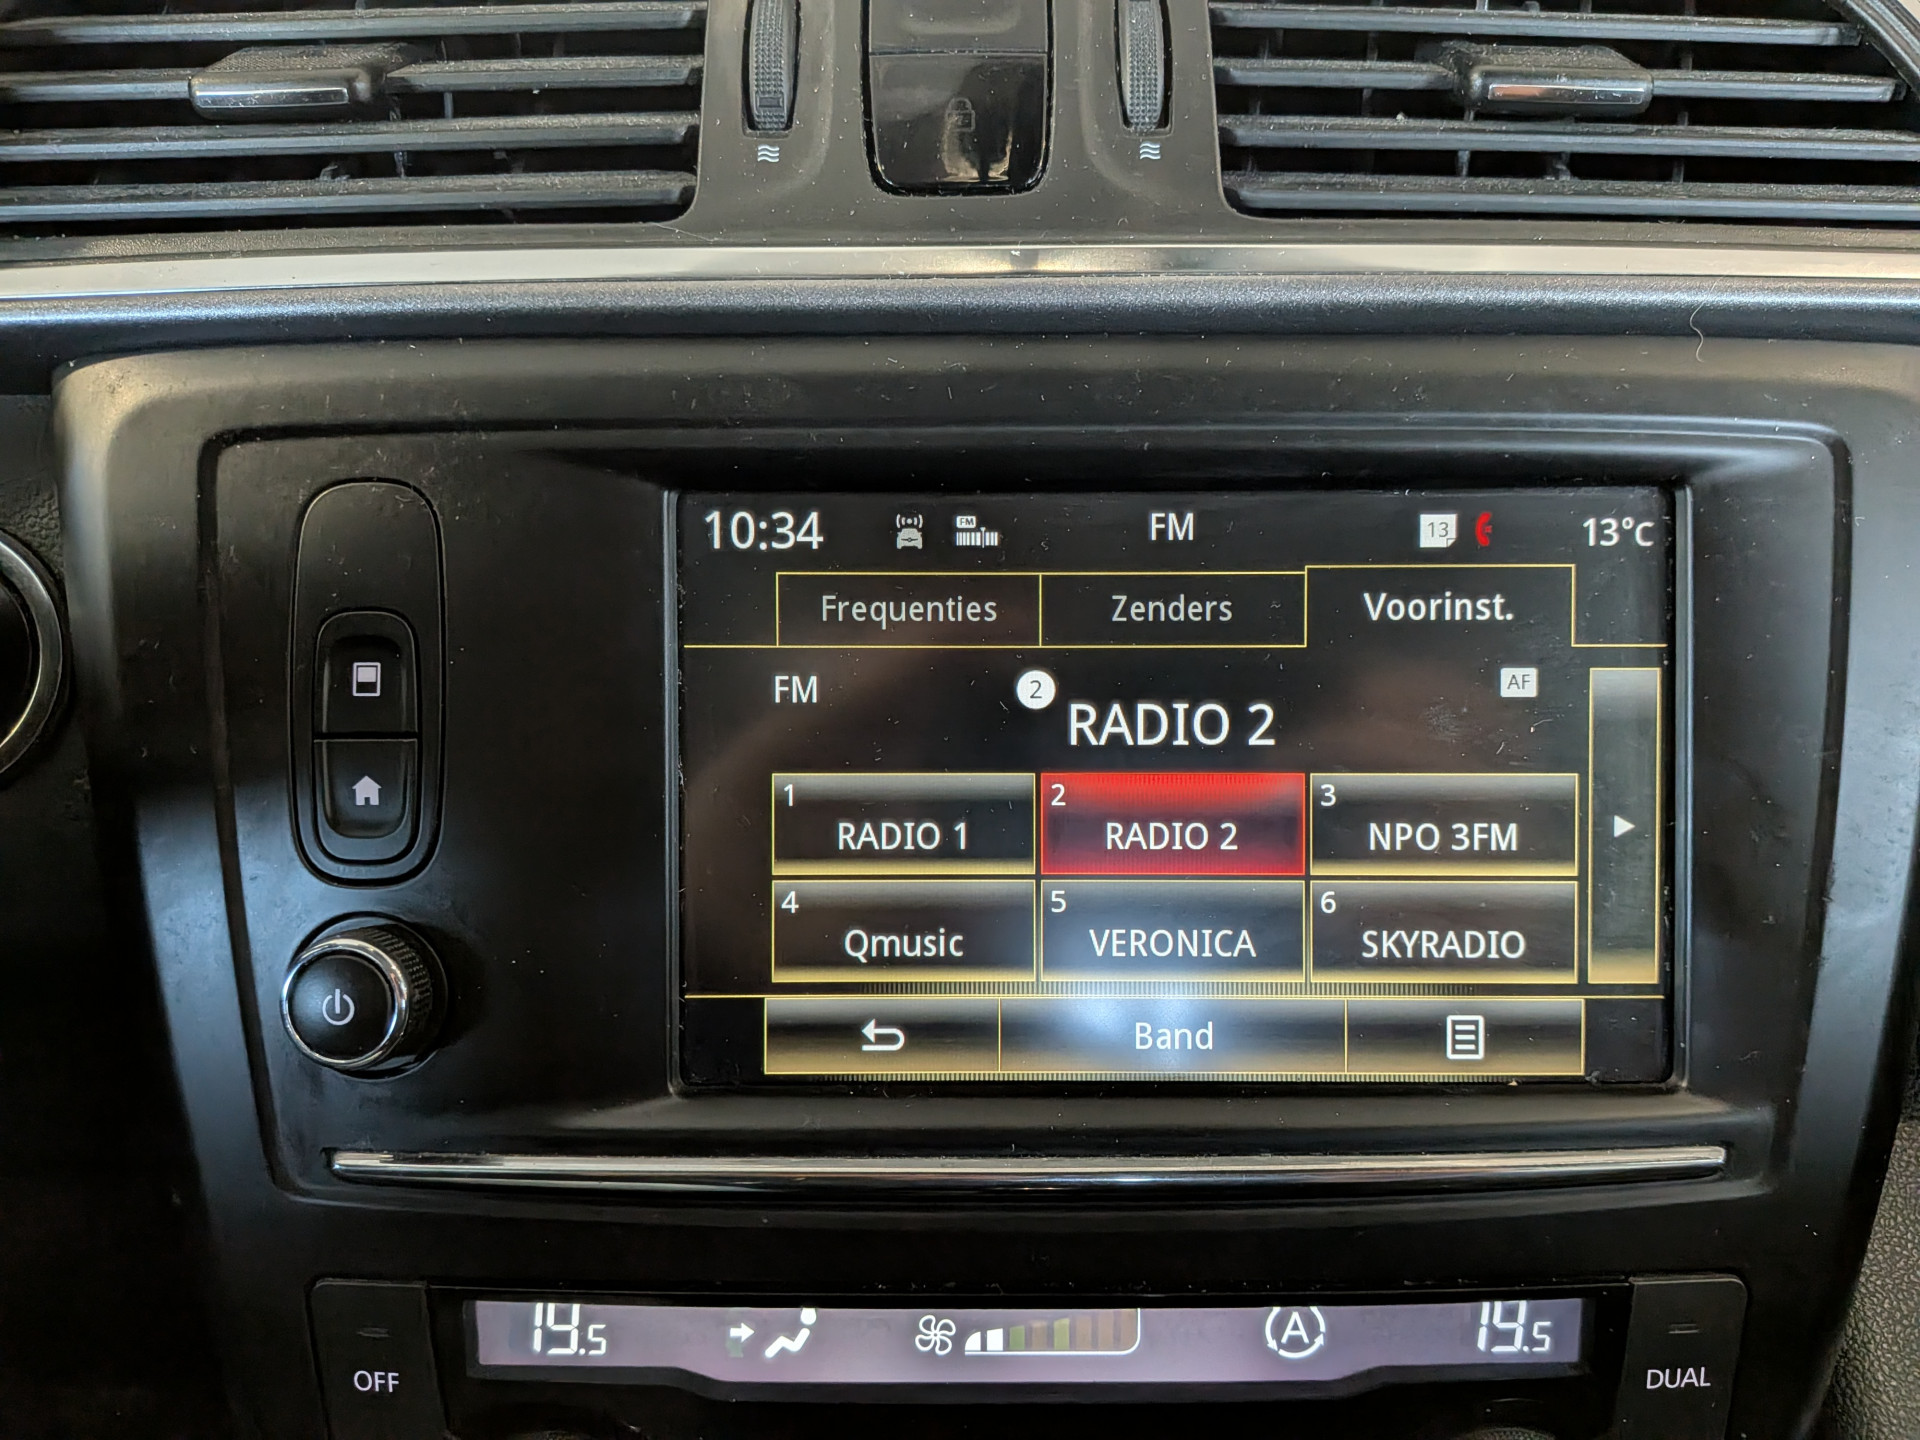 10:34 FM FM 13 13°C
Frequenties Zenders Voorinst.
FM 2 RADIO 2 AF
1 RADIO 1
2 RADIO 2
3 NPO 3FM
4 Qmusic
5 VERONICA
6 SKYRADIO
Band
19.5 A 19.5
OFF DUAL